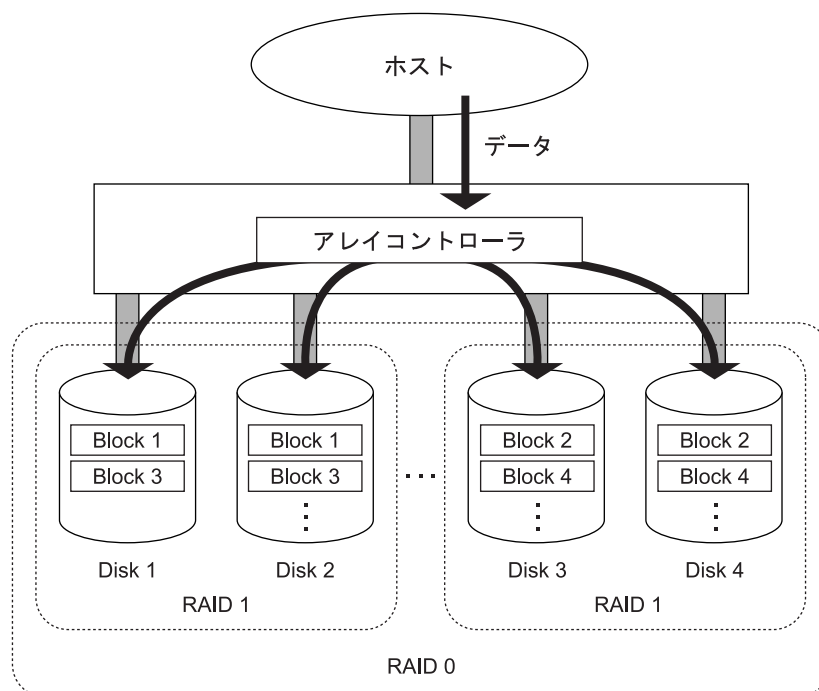 ホスト
データ
アレイコントローラ
Block 1
Block 3
Block 1
Block 3
Block 2
Block 4
Block 2
Block 4
Disk 1
Disk 2
Disk 3
Disk 4
RAID 1
RAID 1
RAID 0